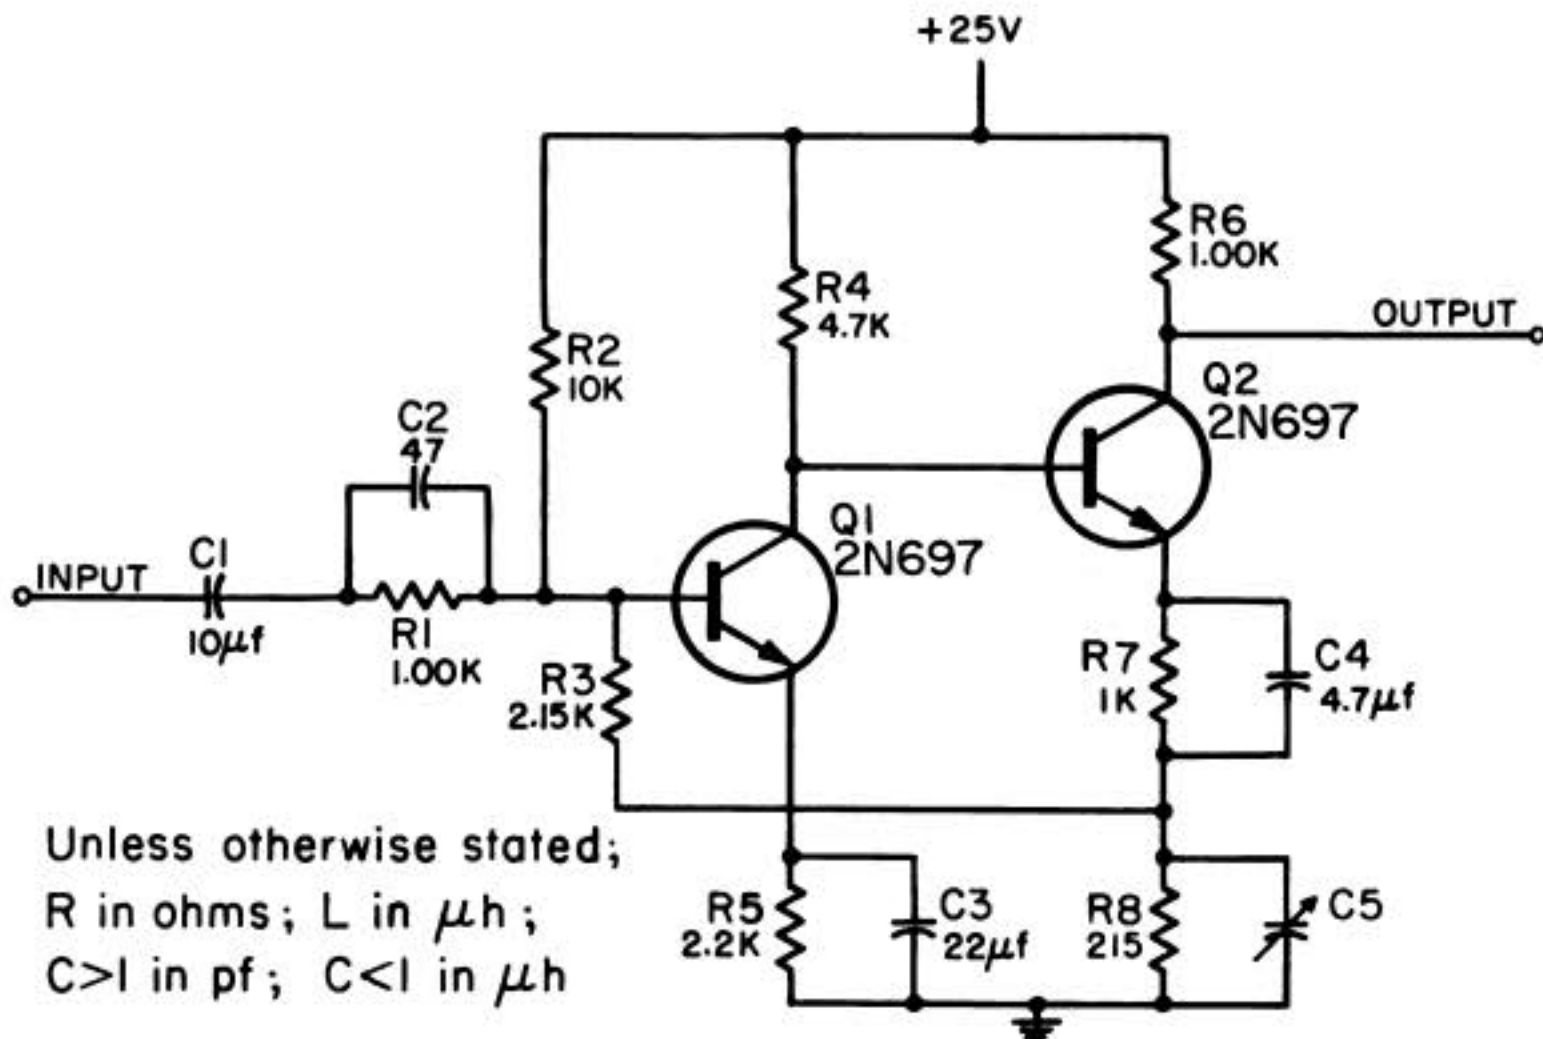 +25V
R6
1.00K
R4
4.7K
OUTPUT
R2
10K
Q2
2N697
C2
47
Q1
2N697
C1
INPUT
10μf
R1
1.00K
R3
2.15K
R7
1K
C4
4.7μf
Unless otherwise stated;
R in ohms; L in μh;
C>1 in pf; C<1 in μh
R5
2.2K
C3
22μf
R8
215
C5